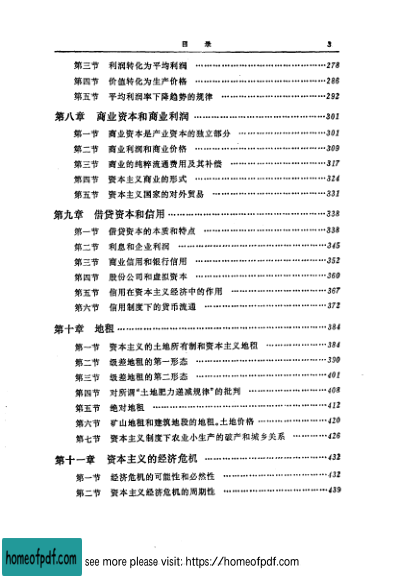 目 录 3
第三节 利润转化为平均利润 ……………278
第四节 价值转化为生产价格 ……………286
第五节 平均利润率下降趋势的规律 ……………292
第八章 商业资本和商业利润 ……………301
第一节 商业资本是产业资本的独立部分 ……………301
第二节 商业利润和商业价格 ……………309
第三节 商业的纯粹流通费用及其补偿 ……………317
第四节 资本主义商业的形式 ……………324
第五节 资本主义国家的对外贸易 ……………331
第九章 借贷资本和信用 ……………338
第一节 借贷资本的本质和特点 ……………338
第二节 利息和企业利润 ……………345
第三节 商业信用和银行信用 ……………352
第四节 股份公司和虚拟资本 ……………360
第五节 信用在资本主义经济中的作用 ……………367
第六节 信用制度下的货币流通 ……………372
第十章 地租 ……………384
第一节 资本主义的土地所有制和资本主义地租 ……………384
第二节 级差地租的第一形态 ……………390
第三节 级差地租的第二形态 ……………401
第四节 对所谓“土地肥力递减规律”的批判 ……………408
第五节 绝对地租 ……………412
第六节 矿山地租和建筑地段的地租。土地价格 ……………420
第七节 资本主义制度下农业小生产的破产和城乡关系 ……………426
第十一章 资本主义的经济危机 ……………432
第一节 经济危机的可能性和必然性 ……………432
第二节 资本主义经济危机的周期性 ……………439
homeofpdf.com see more please visit: https://homeofpdf.com